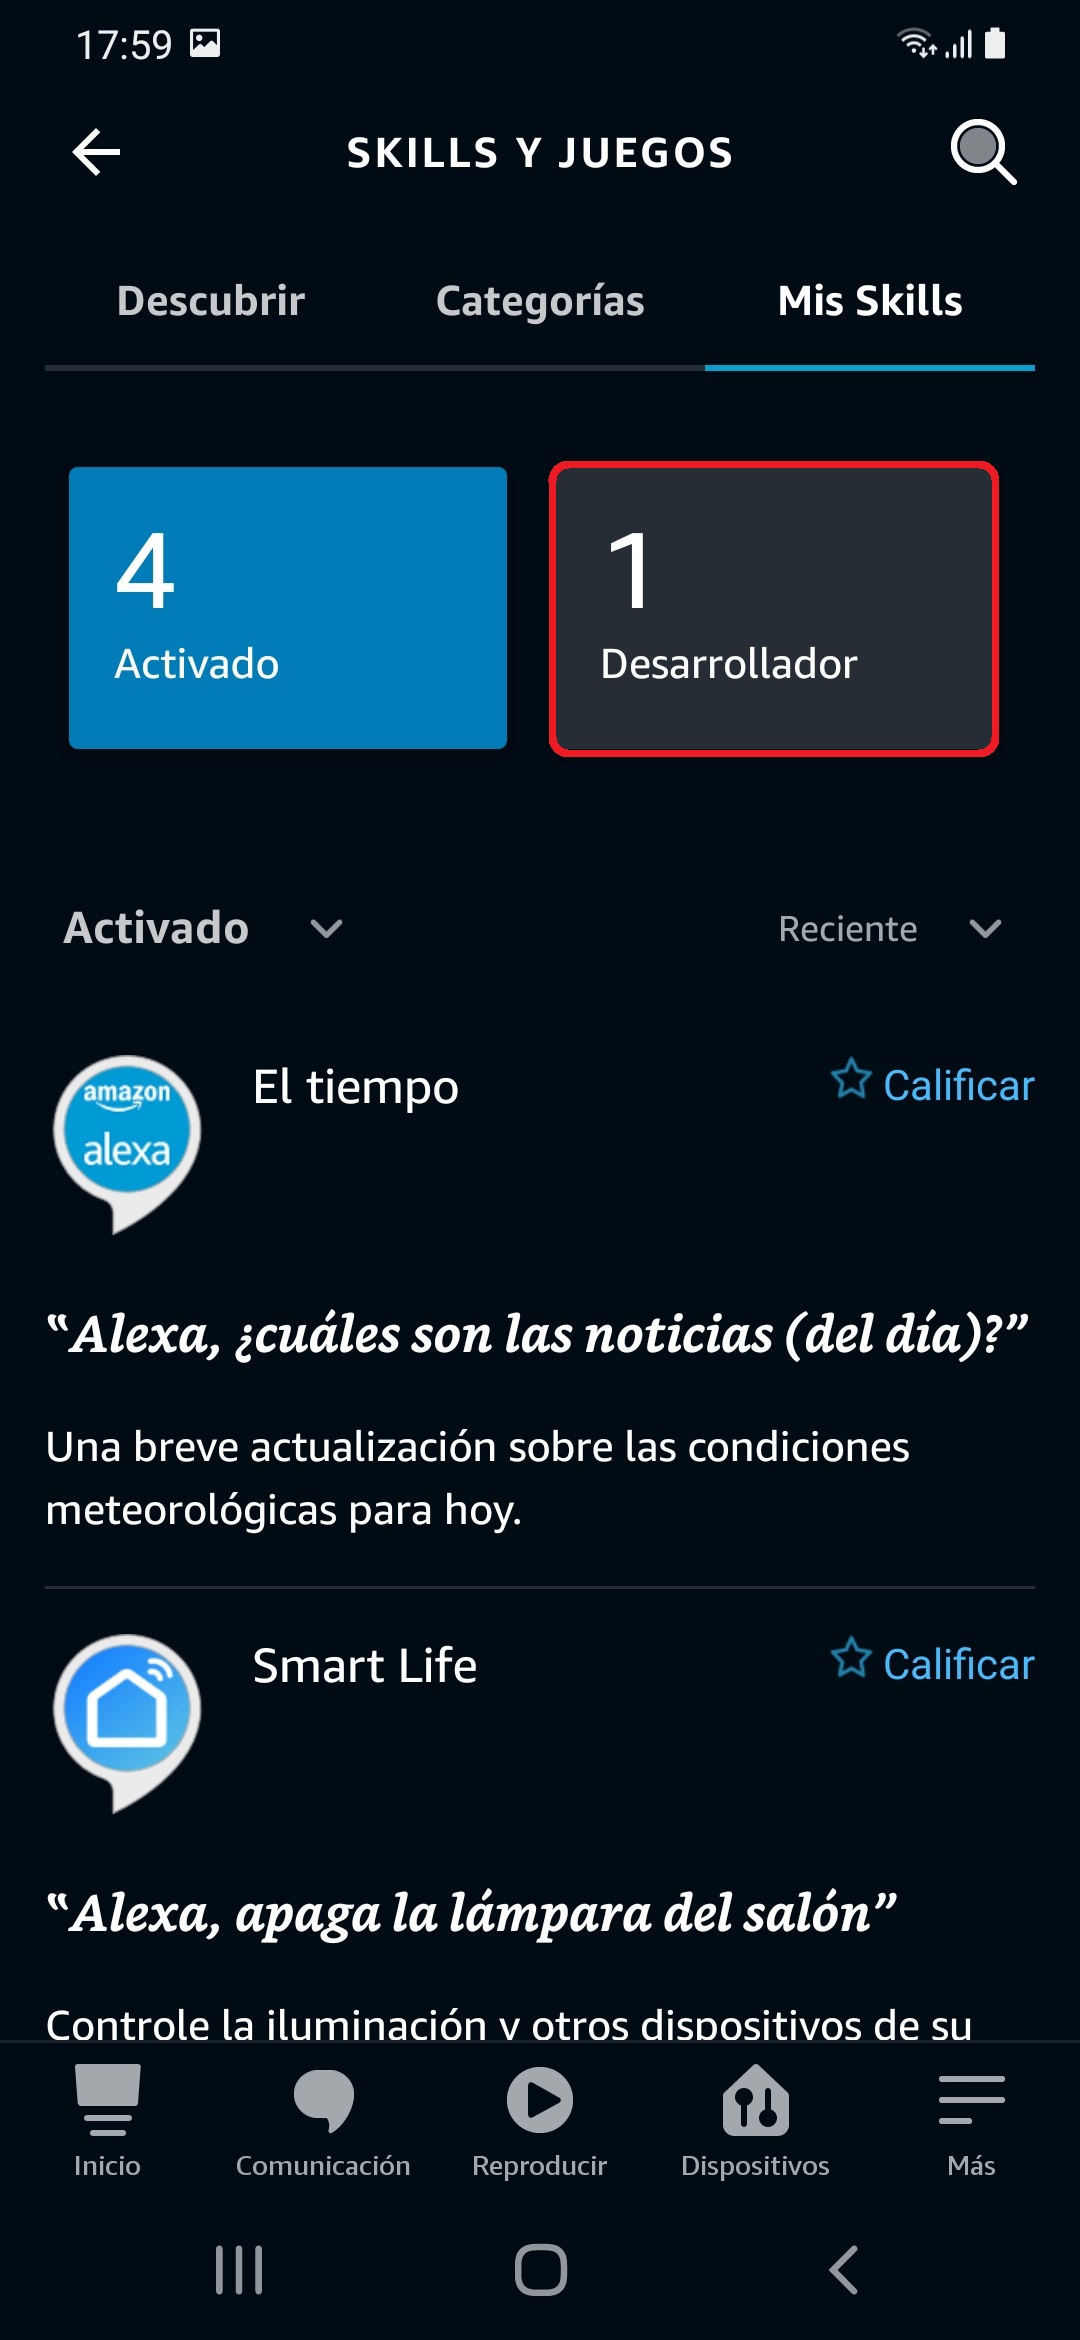 17:59
SKILLS Y JUEGOS
Descubrir Categorías Mis Skills
4
Activado
1
Desarrollador
Activado Reciente
amazon
alexa
El tiempo
Calificar
“Alexa, ¿cuáles son las noticias (del día)?”
Una breve actualización sobre las condiciones
meteorológicas para hoy.
Smart Life
Calificar
“Alexa, apaga la lámpara del salón”
Controle la iluminación y otros dispositivos de su
Inicio Comunicación Reproducir Dispositivos Más